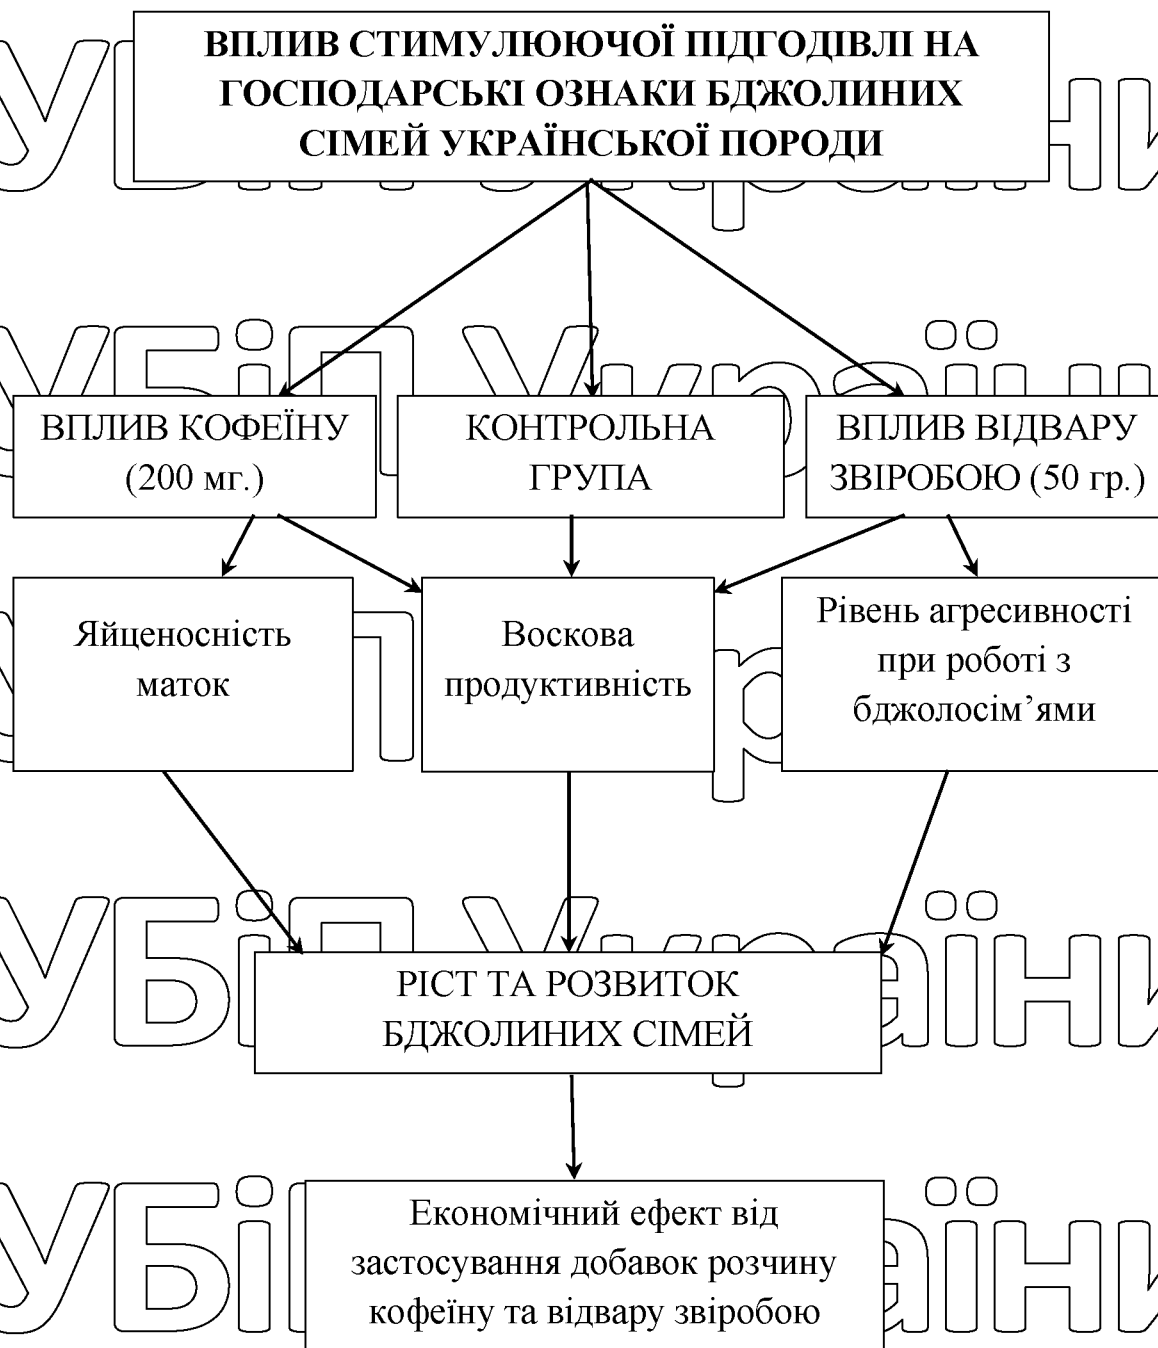 ВПЛИВ СТИМУЛЮЮЧОЇ ПІДГОДІВЛІ НА
ГОСПОДАРСЬКІ ОЗНАКИ БДЖОЛИНИХ
СІМЕЙ УКРАЇНСЬКОЇ ПОРОДИ
ВПЛИВ КОФЕЇНУ
(200 мг.)
КОНТРОЛЬНА
ГРУПА
ВПЛИВ ВІДВАРУ
ЗВІРОБОЮ (50 гр.)
Яйценосність
маток
Воскова
продуктивність
Рівень агресивності
при роботі з
бджолосім’ями
РІСТ ТА РОЗВИТОК
БДЖОЛИНИХ СІМЕЙ
Економічний ефект від
застосування добавок розчину
кофеїну та відвару звіробою